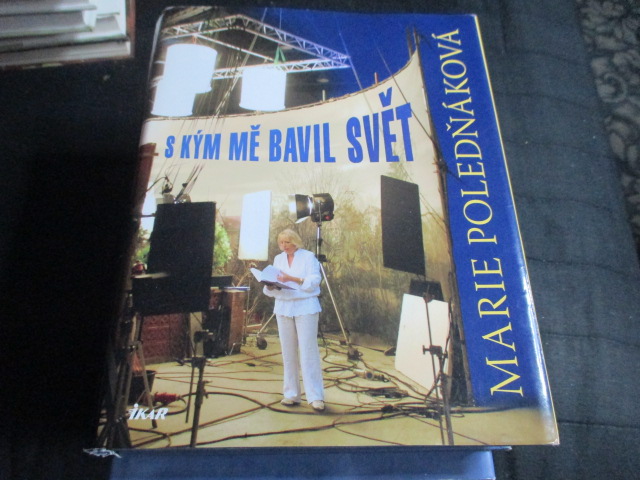 S KÝM MĚ BAVIL SVĚT
MARIE POLEDŇÁKOVÁ
IKAR